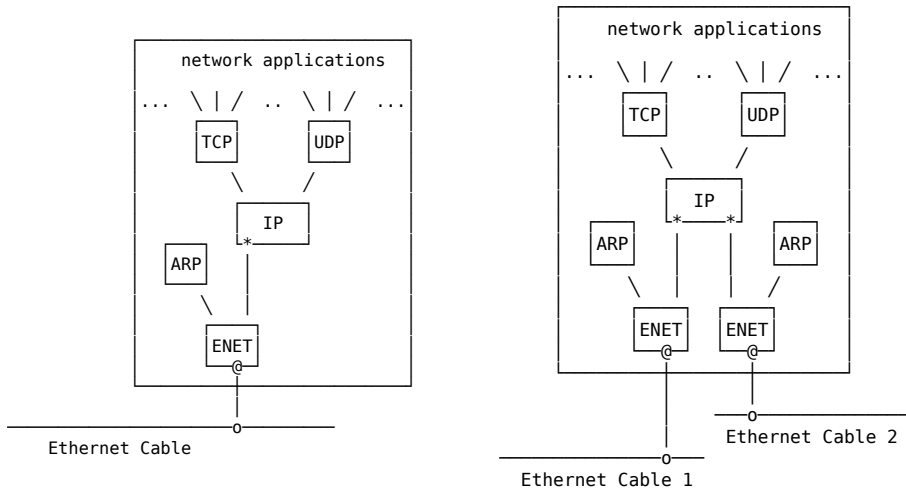 network applications
... \ | / .. \ | / ...
TCP UDP
IP
*
ARP
ENET
@
o
Ethernet Cable
network applications
... \ | / .. \ | / ...
TCP UDP
IP
* *
ARP ARP
ENET ENET
@ @
o
Ethernet Cable 2
o
Ethernet Cable 1